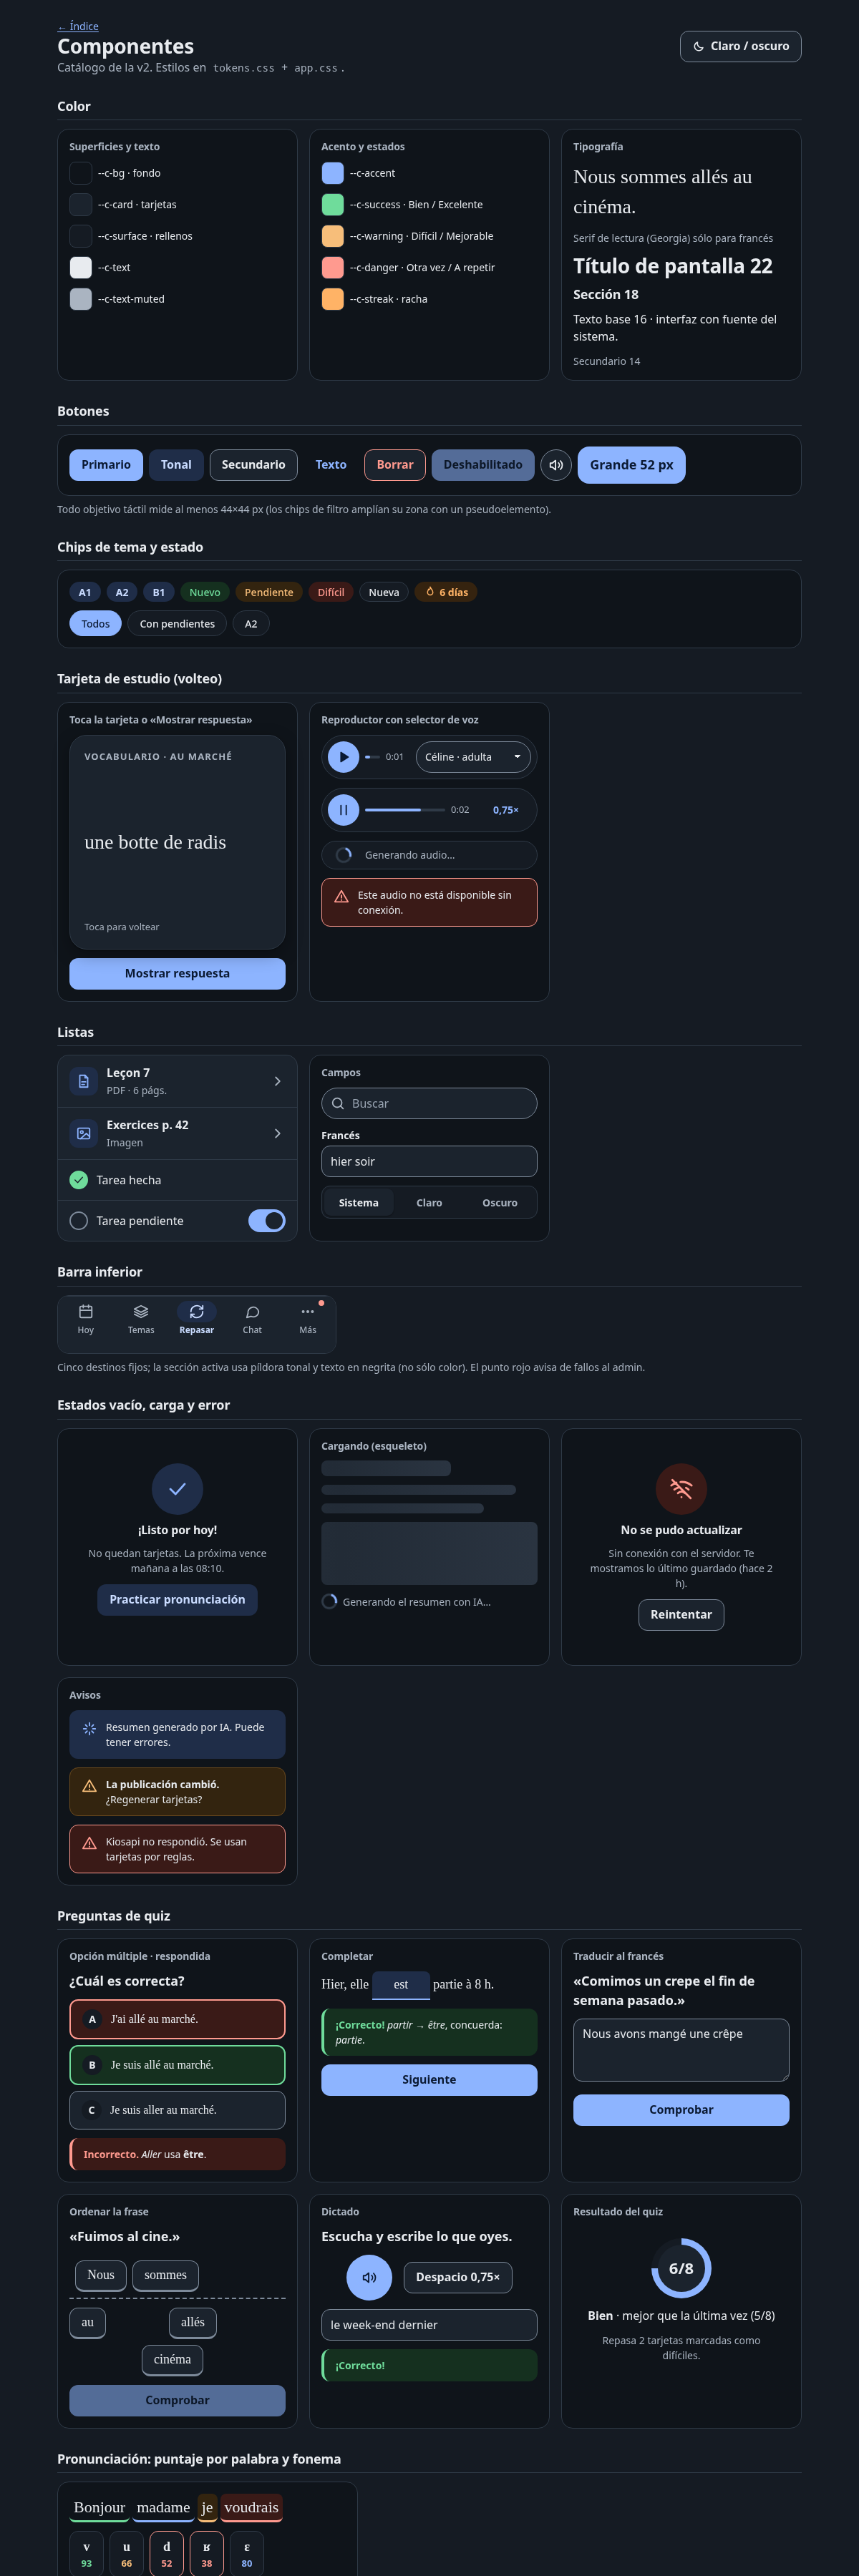 ← Índice
Componentes
Catálogo de la v2. Estilos en tokens.css + app.css.
Claro / oscuro
Color
Superficies y texto
--c-bg · fondo
--c-card · tarjetas
--c-surface · rellenos
--c-text
--c-text-muted
Acento y estados
--c-accent
--c-success · Bien / Excelente
--c-warning · Difícil / Mejorable
--c-danger · Otra vez / A repetir
--c-streak · racha
Tipografía
Nous sommes allés au
cinéma.
Serif de lectura (Georgia) sólo para francés
Título de pantalla 22
Sección 18
Texto base 16 · interfaz con fuente del
sistema.
Secundario 14
Botones
Primario
Tonal
Secundario
Texto
Borrar
Deshabilitado
Grande 52 px
Todo objetivo táctil mide al menos 44×44 px (los chips de filtro amplían su zona con un pseudoelemento).
Chips de tema y estado
A1
A2
B1
Nuevo
Pendiente
Difícil
Nueva
6 días
Todos
Con pendientes
A2
Tarjeta de estudio (volteo)
Toca la tarjeta o «Mostrar respuesta»
VOCABULARIO · AU MARCHÉ
une botte de radis
Toca para voltear
Mostrar respuesta
Reproductor con selector de voz
0:01
Céline · adulta
0:02
0,75×
Generando audio…
Este audio no está disponible sin
conexión.
Listas
Leçon 7
PDF · 6 págs.
Exercices p. 42
Imagen
Tarea hecha
Tarea pendiente
Campos
Buscar
Francés
hier soir
Sistema
Claro
Oscuro
Barra inferior
Hoy
Temas
Repasar
Chat
Más
Cinco destinos fijos; la sección activa usa píldora tonal y texto en negrita (no sólo color). El punto rojo avisa de fallos al admin.
Estados vacío, carga y error
¡Listo por hoy!
No quedan tarjetas. La próxima vence
mañana a las 08:10.
Practicar pronunciación
Cargando (esqueleto)
Generando el resumen con IA…
No se pudo actualizar
Sin conexión con el servidor. Te
mostramos lo último guardado (hace 2
h).
Reintentar
Avisos
Resumen generado por IA. Puede
tener errores.
La publicación cambió.
¿Regenerar tarjetas?
Kiosapi no respondió. Se usan
tarjetas por reglas.
Preguntas de quiz
Opción múltiple · respondida
¿Cuál es correcta?
A J'ai allé au marché.
B Je suis allé au marché.
C Je suis aller au marché.
Incorrecto. Aller usa être.
Completar
Hier, elle est partie à 8 h.
¡Correcto! partir → être, concuerda:
partie.
Siguiente
Traducir al francés
«Comimos un crepe el fin de
semana pasado.»
Nous avons mangé une crêpe
Comprobar
Ordenar la frase
«Fuimos al cine.»
Nous
sommes
au
allés
cinéma
Comprobar
Dictado
Escucha y escribe lo que oyes.
Despacio 0,75×
le week-end dernier
¡Correcto!
Resultado del quiz
6/8
Bien · mejor que la última vez (5/8)
Repasa 2 tarjetas marcadas como
difíciles.
Pronunciación: puntaje por palabra y fonema
Bonjour madame je voudrais
v u d ʁ ɛ
93 66 52 38 80